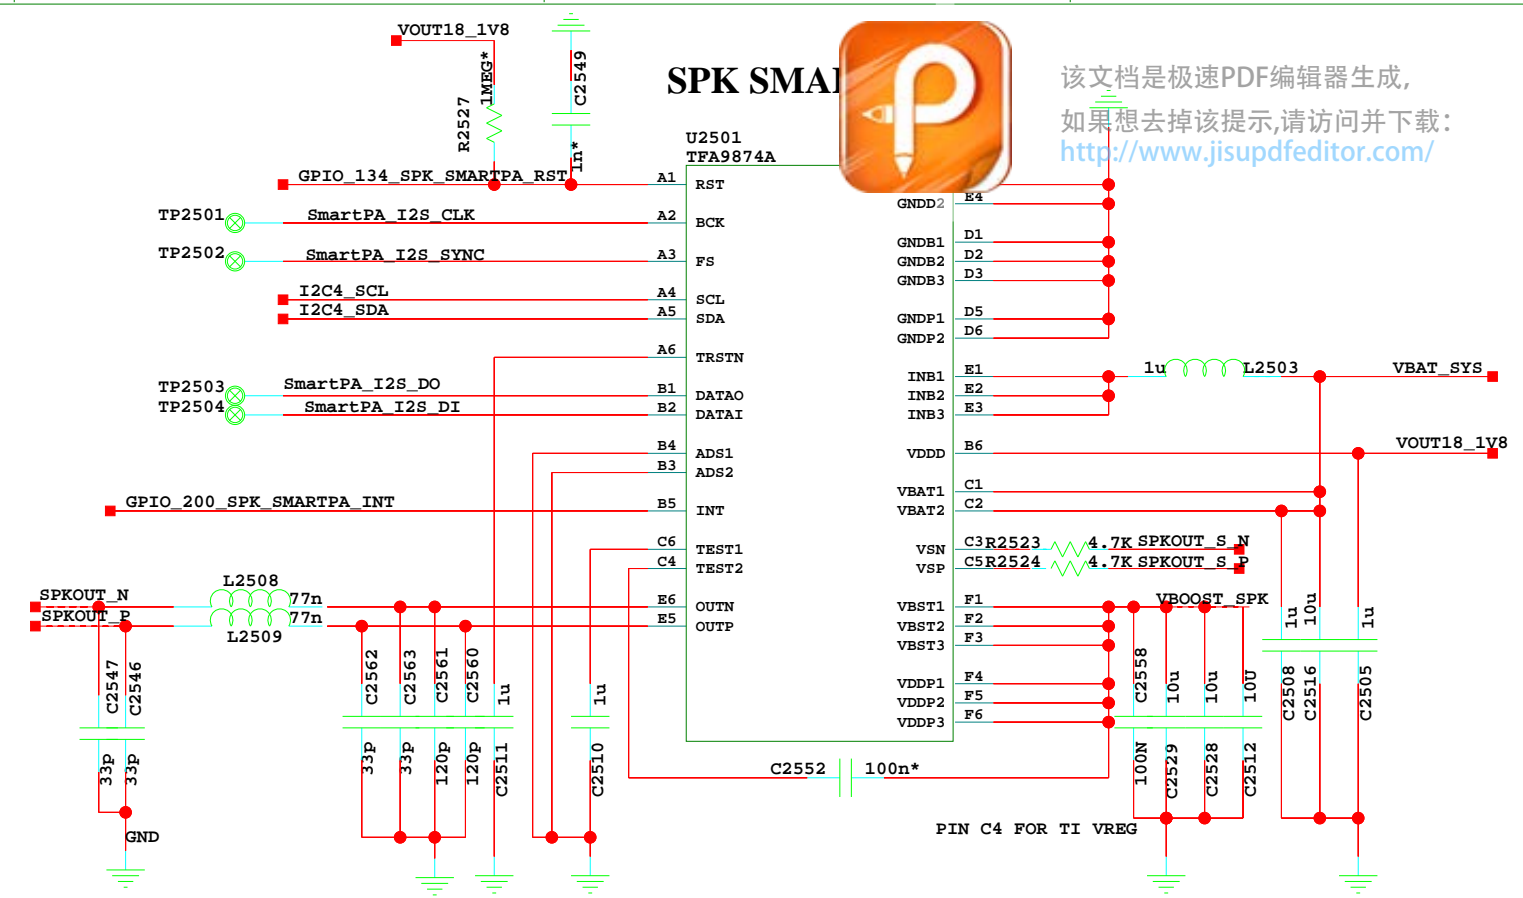 VOUT18_1V8
1MEG*
R2527
C2549
1n*
SPK SMA
该文档是极速PDF编辑器生成,
如果想去掉该提示,请访问并下载:
http://www.jisupdfeditor.com/
U2501
TFA9874A
GPIO_134_SPK_SMARTPA_RST
A1
RST
TP2501
SmartPA_I2S_CLK
A2
BCK
TP2502
SmartPA_I2S_SYNC
A3
FS
I2C4_SCL
A4
SCL
I2C4_SDA
A5
SDA
A6
TRSTN
TP2503
SmartPA_I2S_DO
B1
DATAO
TP2504
SmartPA_I2S_DI
B2
DATAI
B4
ADS1
B3
ADS2
GPIO_200_SPK_SMARTPA_INT
B5
INT
C6
TEST1
C4
TEST2
SPKOUT_N
L2508
77n
E6
OUTN
SPKOUT_P
L2509
77n
E5
OUTP
GNDD2
E4
GNDB1
D1
GNDB2
D2
GNDB3
D3
GNDP1
D5
GNDP2
D6
INB1
E1
1u
L2503
VBAT_SYS
INB2
E2
INB3
E3
VDDD
B6
VOUT18_1V8
VBAT1
C1
VBAT2
C2
VSN
C3
R2523
4.7K
SPKOUT_S_N
VSP
C5
R2524
4.7K
SPKOUT_S_P
VBST1
F1
VBOOST_SPK
VBST2
F2
VBST3
F3
VDDP1
F4
VDDP2
F5
VDDP3
F6
C2547
33p
C2546
33p
GND
C2562
33p
C2563
33p
C2561
120p
C2560
120p
1u
C2511
1u
C2510
C2552
100n*
C2558
100N
10u
C2529
10u
C2528
10U
C2512
1u
C2508
10u
C2516
1u
C2505
PIN C4 FOR TI VREG